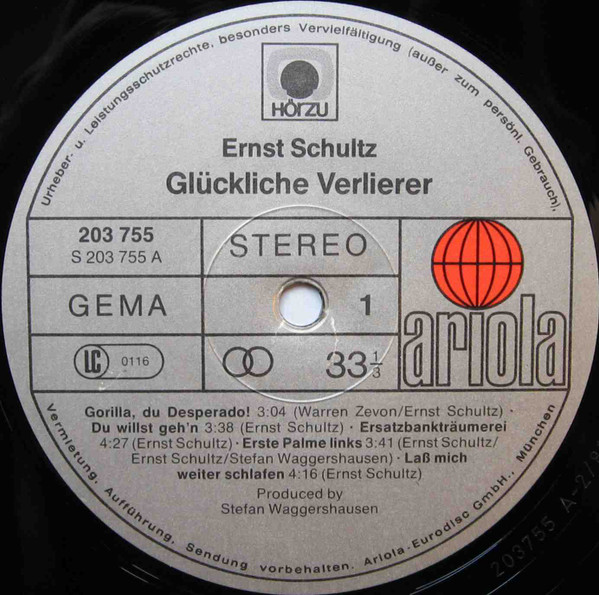 Urheber- u. Leistungsschutzrechte, besonders Vervielfältigung (außer zum persönl. Gebrauch),
HÖRZU
Ernst Schultz
Glückliche Verlierer
203 755
S 203 755 A
STEREO
GEMA
1
LC 0116
33 1/3
ariola
Gorilla, du Desperado! 3:04 (Warren Zevon/Ernst Schultz) ·
Du willst geh'n 3:38 (Ernst Schultz) · Ersatzbankträumerei
4:27 (Ernst Schultz) · Erste Palme links 3:41 (Ernst Schultz/
Ernst Schultz/Stefan Waggershausen) · Laß mich
weiter schlafen 4:16 (Ernst Schultz)
Produced by
Stefan Waggershausen
Vermietung, Aufführung, Sendung vorbehalten. Ariola-Eurodisc GmbH., München
203755 A-2/